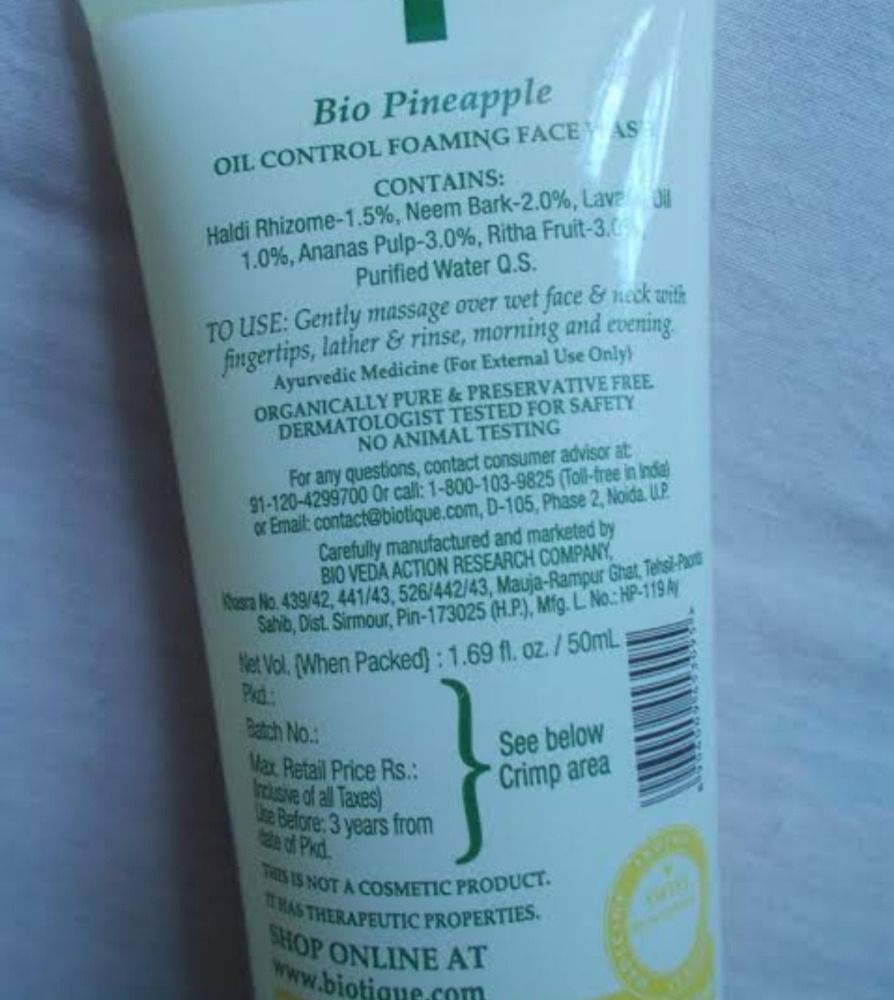 Bio Pineapple
OIL CONTROL FOAMING FACE WASH
CONTAINS:
Haldi Rhizome-1.5%, Neem Bark-2.0%, Lava Oil
1.0%, Ananas Pulp-3.0%, Ritha Fruit-3.0%,
Purified Water Q.S.
TO USE: Gently massage over wet face & neck with
fingertips, lather & rinse, morning and evening.
Ayurvedic Medicine (For External Use Only)
ORGANICALLY PURE & PRESERVATIVE FREE
DERMATOLOGIST TESTED FOR SAFETY
NO ANIMAL TESTING
For any questions, contact consumer advisor at:
91-120-4299700 Or call: 1-800-103-9825 (Toll-free in India)
or Email: contact@biotique.com, D-105, Phase 2, Noida. U.P.
Carefully manufactured and marketed by
BIO VEDA ACTION RESEARCH COMPANY,
Khasra No. 439/42, 441/43, 526/442/43, Mauja-Rampur Ghat, Tehsil-Paonta
Sahib, Dist. Sirmour, Pin-173025 (H.P.), Mfg. L. No.: HP-119 Ay
Net Vol. {When Packed} : 1.69 fl. oz. / 50mL
Pkd.:
Batch No.:
Max. Retail Price Rs.:
(Inclusive of all Taxes)
Use Before: 3 years from
date of Pkd.
See below
Crimp area
THIS IS NOT A COSMETIC PRODUCT.
IT HAS THERAPEUTIC PROPERTIES.
SHOP ONLINE AT
www.biotique.com